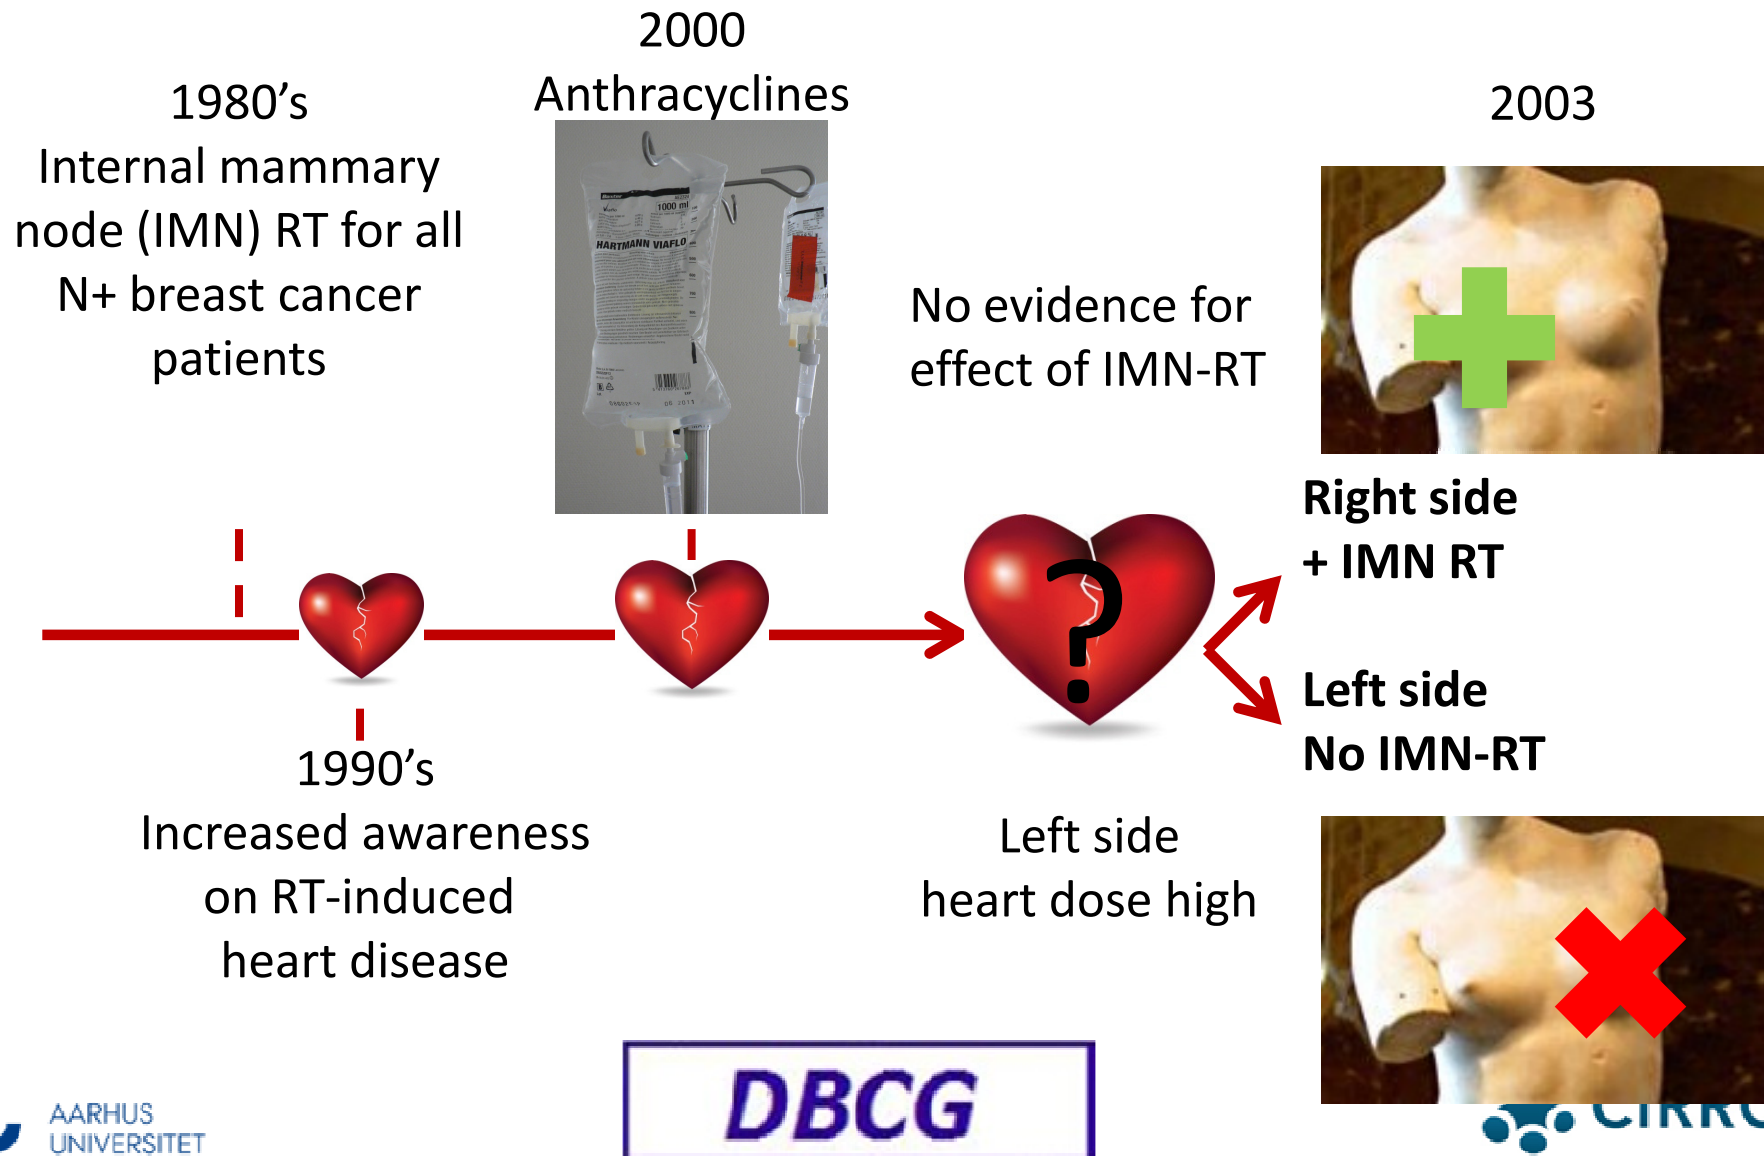 1980’s
Internal mammary
node (IMN) RT for all
N+ breast cancer
patients
2000
Anthracyclines
1000 ml
HARTMANN VIAFLO
No evidence for
effect of IMN-RT
2003
Right side
+ IMN RT
?
Left side
No IMN-RT
1990’s
Increased awareness
on RT-induced
heart disease
Left side
heart dose high
DBCG
AARHUS
UNIVERSITET